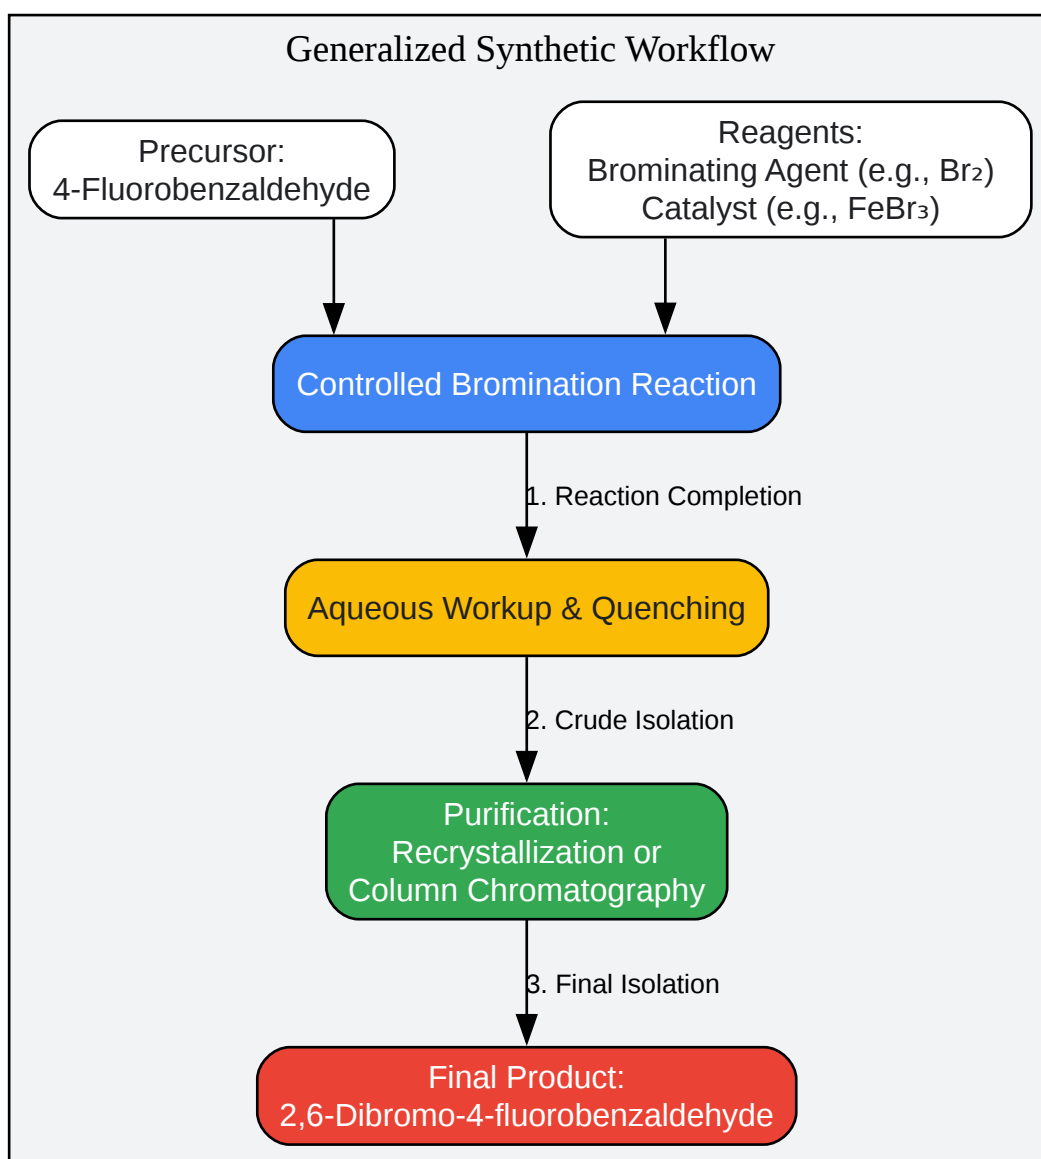 Generalized Synthetic Workflow
Precursor:
4-Fluorobenzaldehyde
Reagents:
Brominating Agent (e.g., Br₂)
Catalyst (e.g., FeBr₃)
Controlled Bromination Reaction
1. Reaction Completion
Aqueous Workup & Quenching
2. Crude Isolation
Purification:
Recrystallization or
Column Chromatography
3. Final Isolation
Final Product:
2,6-Dibromo-4-fluorobenzaldehyde